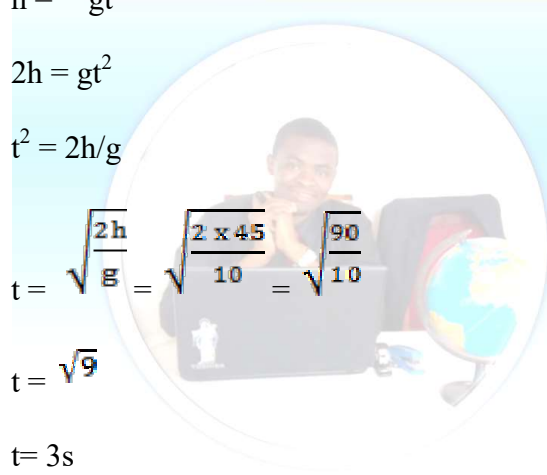 2h = gt²
t² = 2h/g
t = √(2h/g) = √(2 x 45/10) = √(90/10)
t = √9
t= 3s